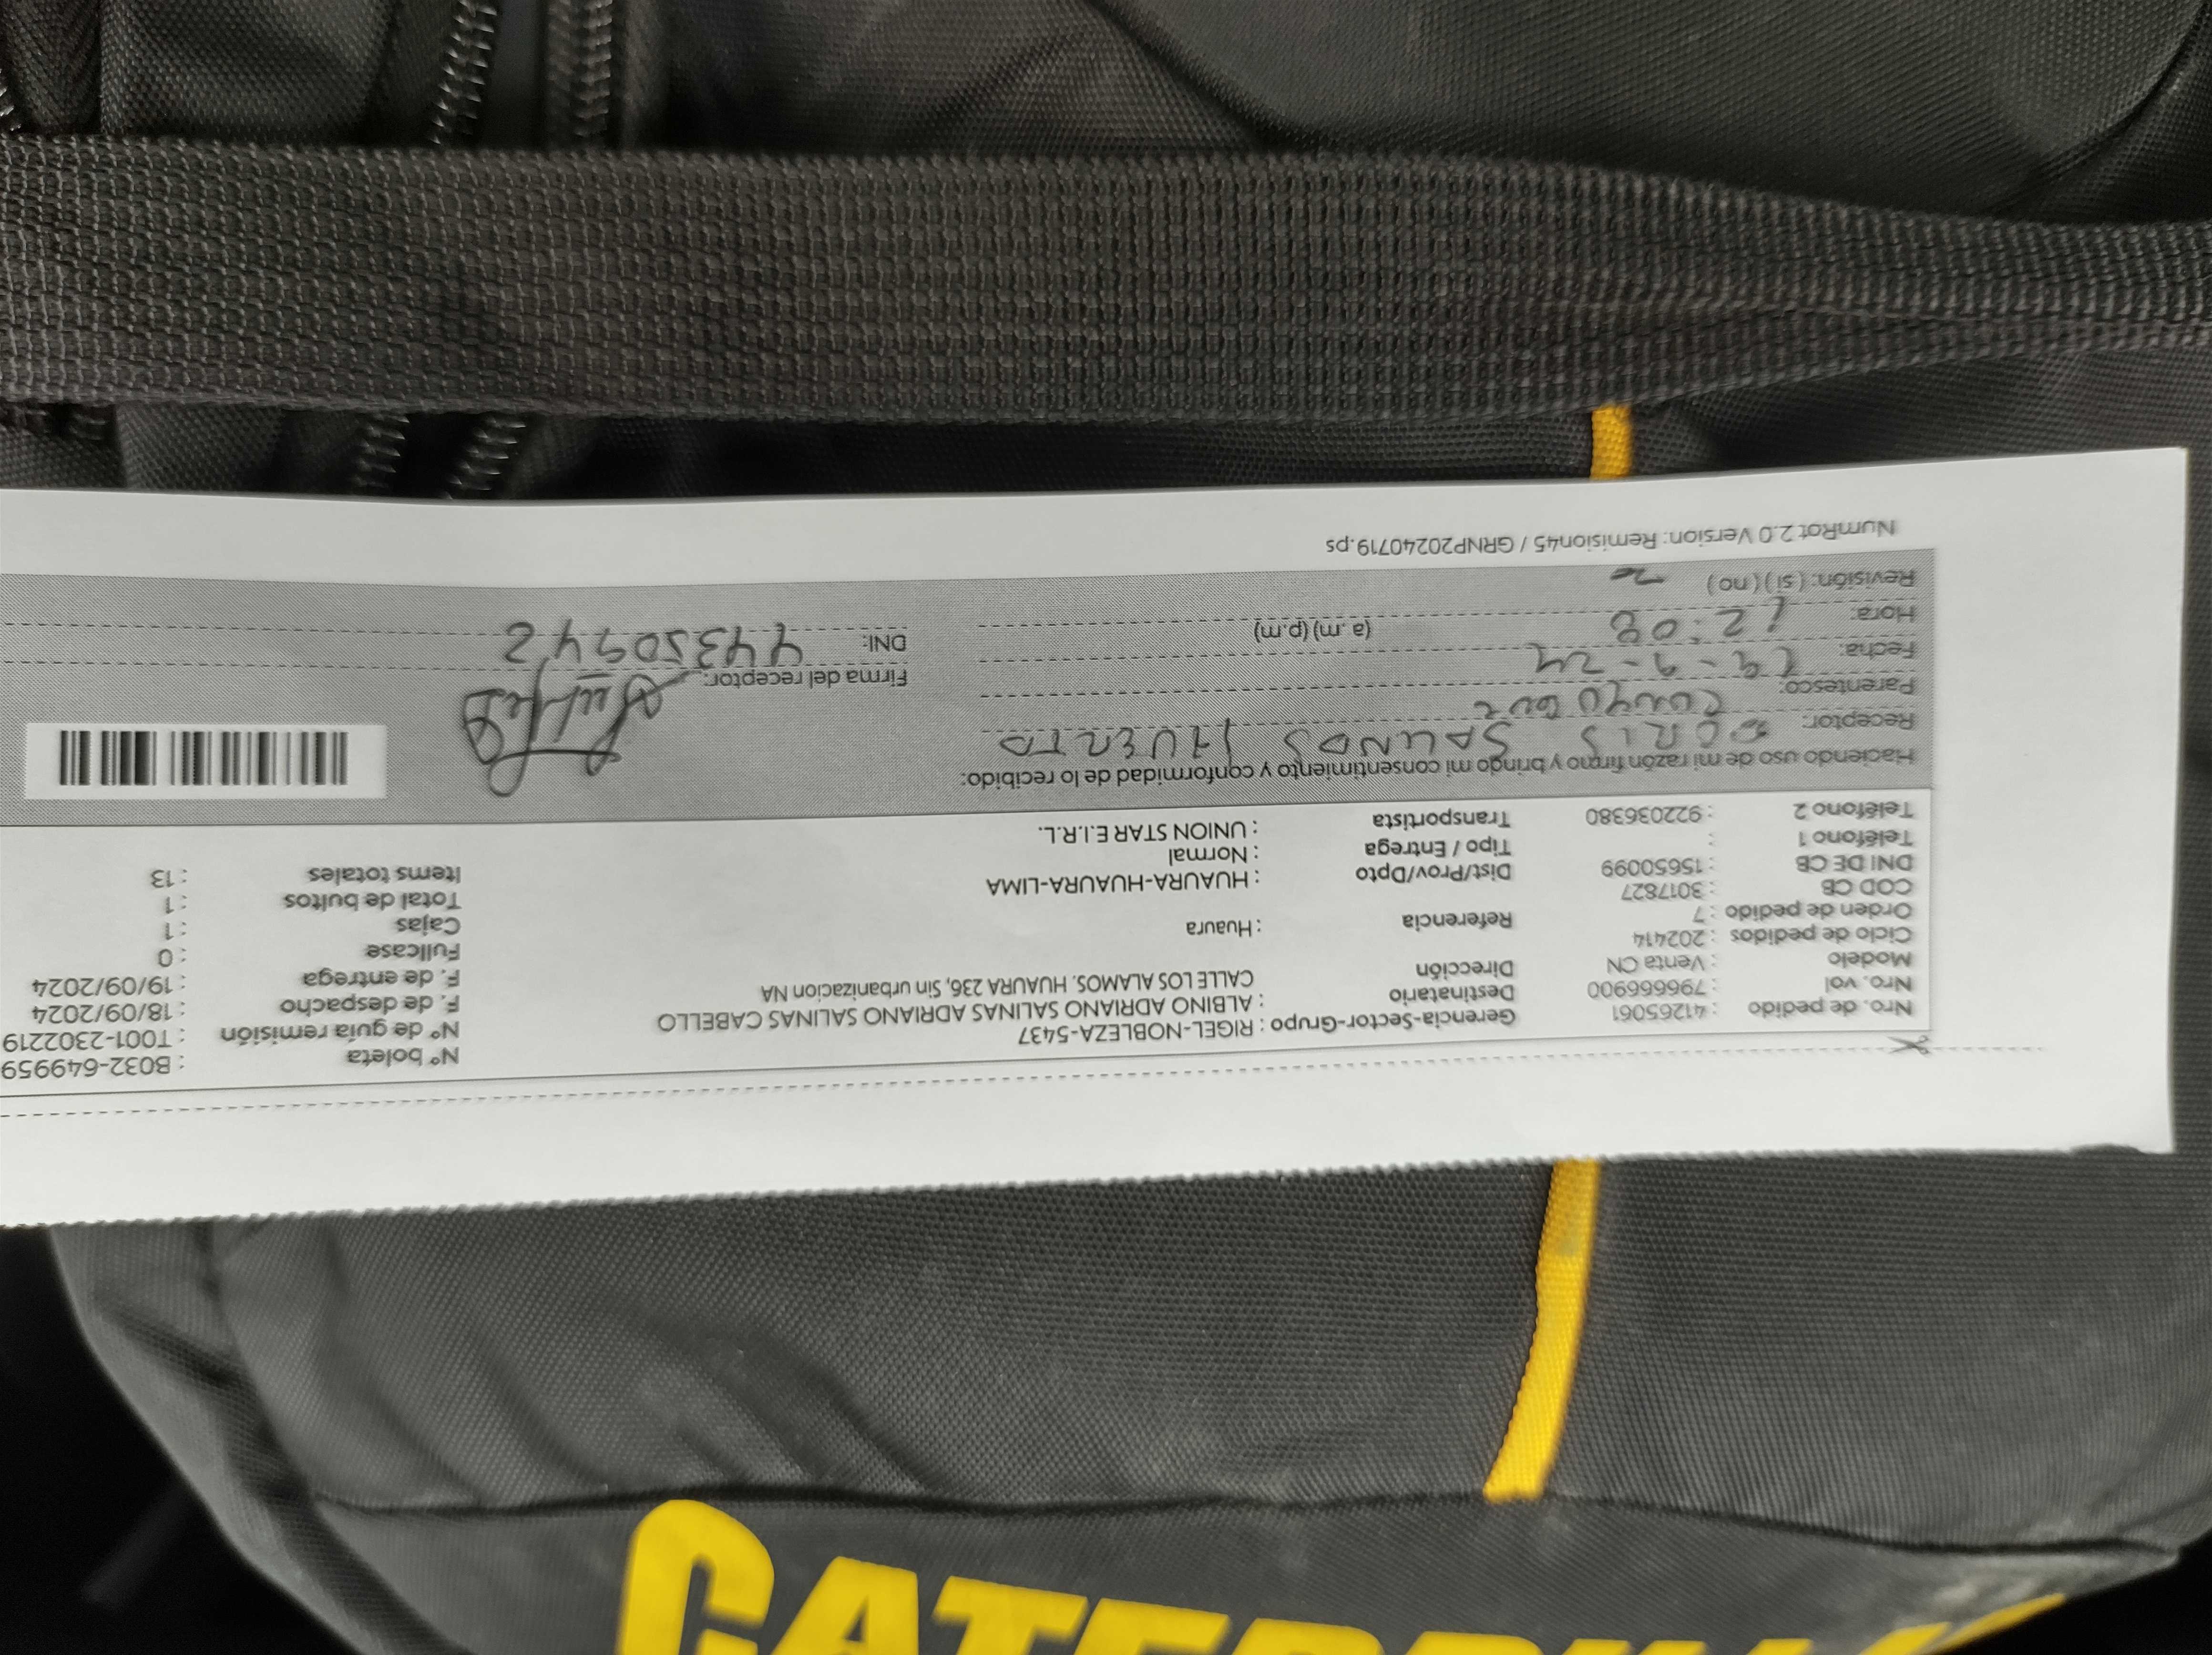 Nº boleta : B032-649959
Gerencia-Sector-Grupo : RIGEL-NOBLEZA-5437
Nº de guía remisión : T001-2302219
Nro. de pedido : 41265061
Destinatario : ALBINO ADRIANO SALINAS ADRIANO SALINAS CABELLO
F. de despacho : 18/09/2024
Nro. vol : 796666900
Dirección CALLE LOS ALAMOS. HUAURA 236, Sin urbanizacion NA
F. de entrega : 19/09/2024
Modelo : Venta CN
Fullcase : 0
Ciclo de pedidos : 202414
Referencia : Huaura
Cajas : 1
Orden de pedido : 7
Total de bultos : 1
COD CB : 3017827
Dist/Prov/Dpto : HUAURA-HUAURA-LIMA
Items totales : 13
DNI DE CB : 15650099
Tipo / Entrega : Normal
Teléfono 1 :
Transportista : UNION STAR E.I.R.L.
Teléfono 2 : 922036380
Haciendo uso de mi razón firmo y bringo mi consentimiento y conformidad de lo recibido:
Receptor: DORIS SALINOS HUERTA
Parentesco:
Firma del receptor:
Fecha: 19-9-24
DNI: 44350942
Hora: 12:08 (a.m) (p.m)
Revisión: (si) (no)
NumRot 2.0 Version: Remision45 / GRNP20240719.ps
CATERPILL